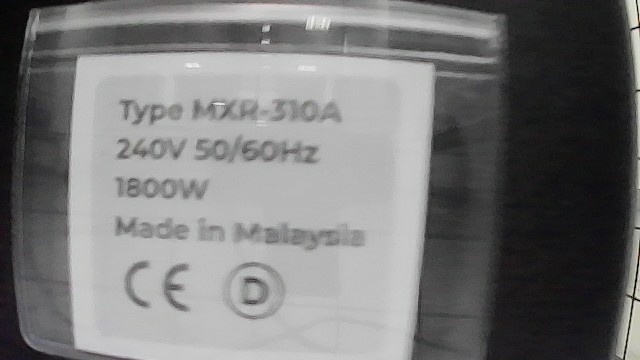 Type MXR-310A
240V 50/60Hz
1800W
Made in Malaysia
CE D